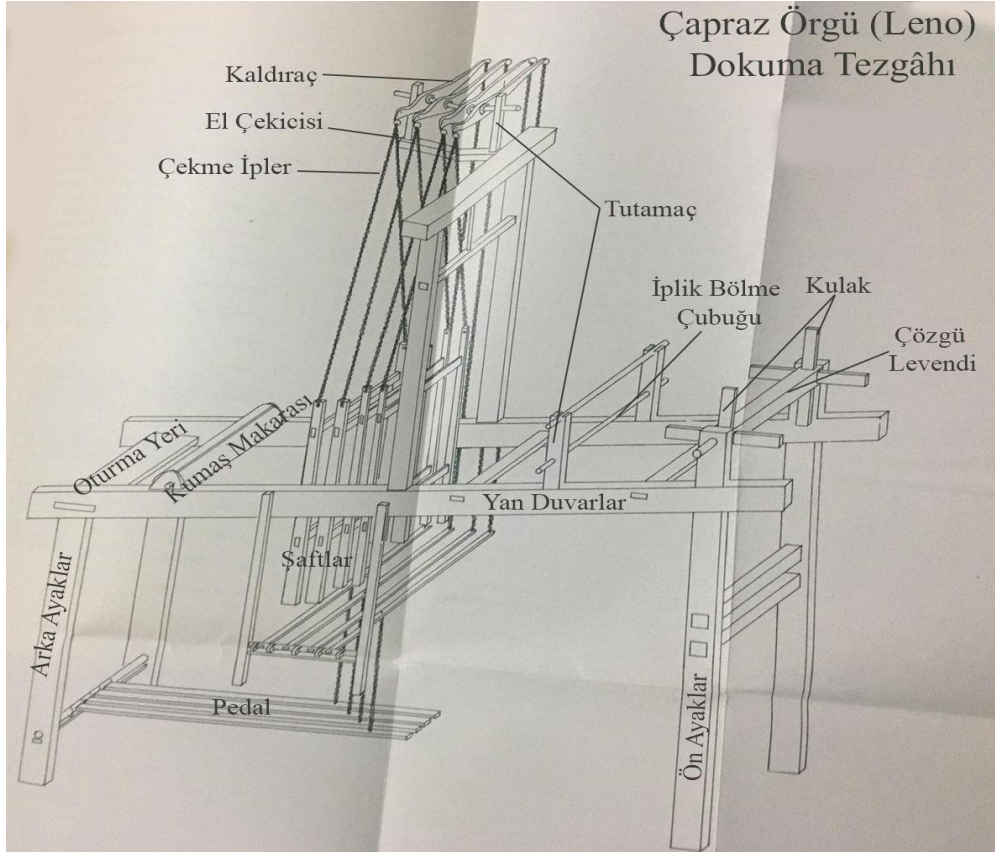 Çapraz Örgü (Leno)
Dokuma Tezgâhı
Kaldıraç
El Çekicisi
Çekme İpler
Tutamaç
İplik Bölme
Çubuğu
Kulak
Çözgü
Levendi
Oturma Yeri
Kumaş Makarası
Yan Duvarlar
Şaftlar
Arka Ayaklar
Pedal
Ön Ayaklar